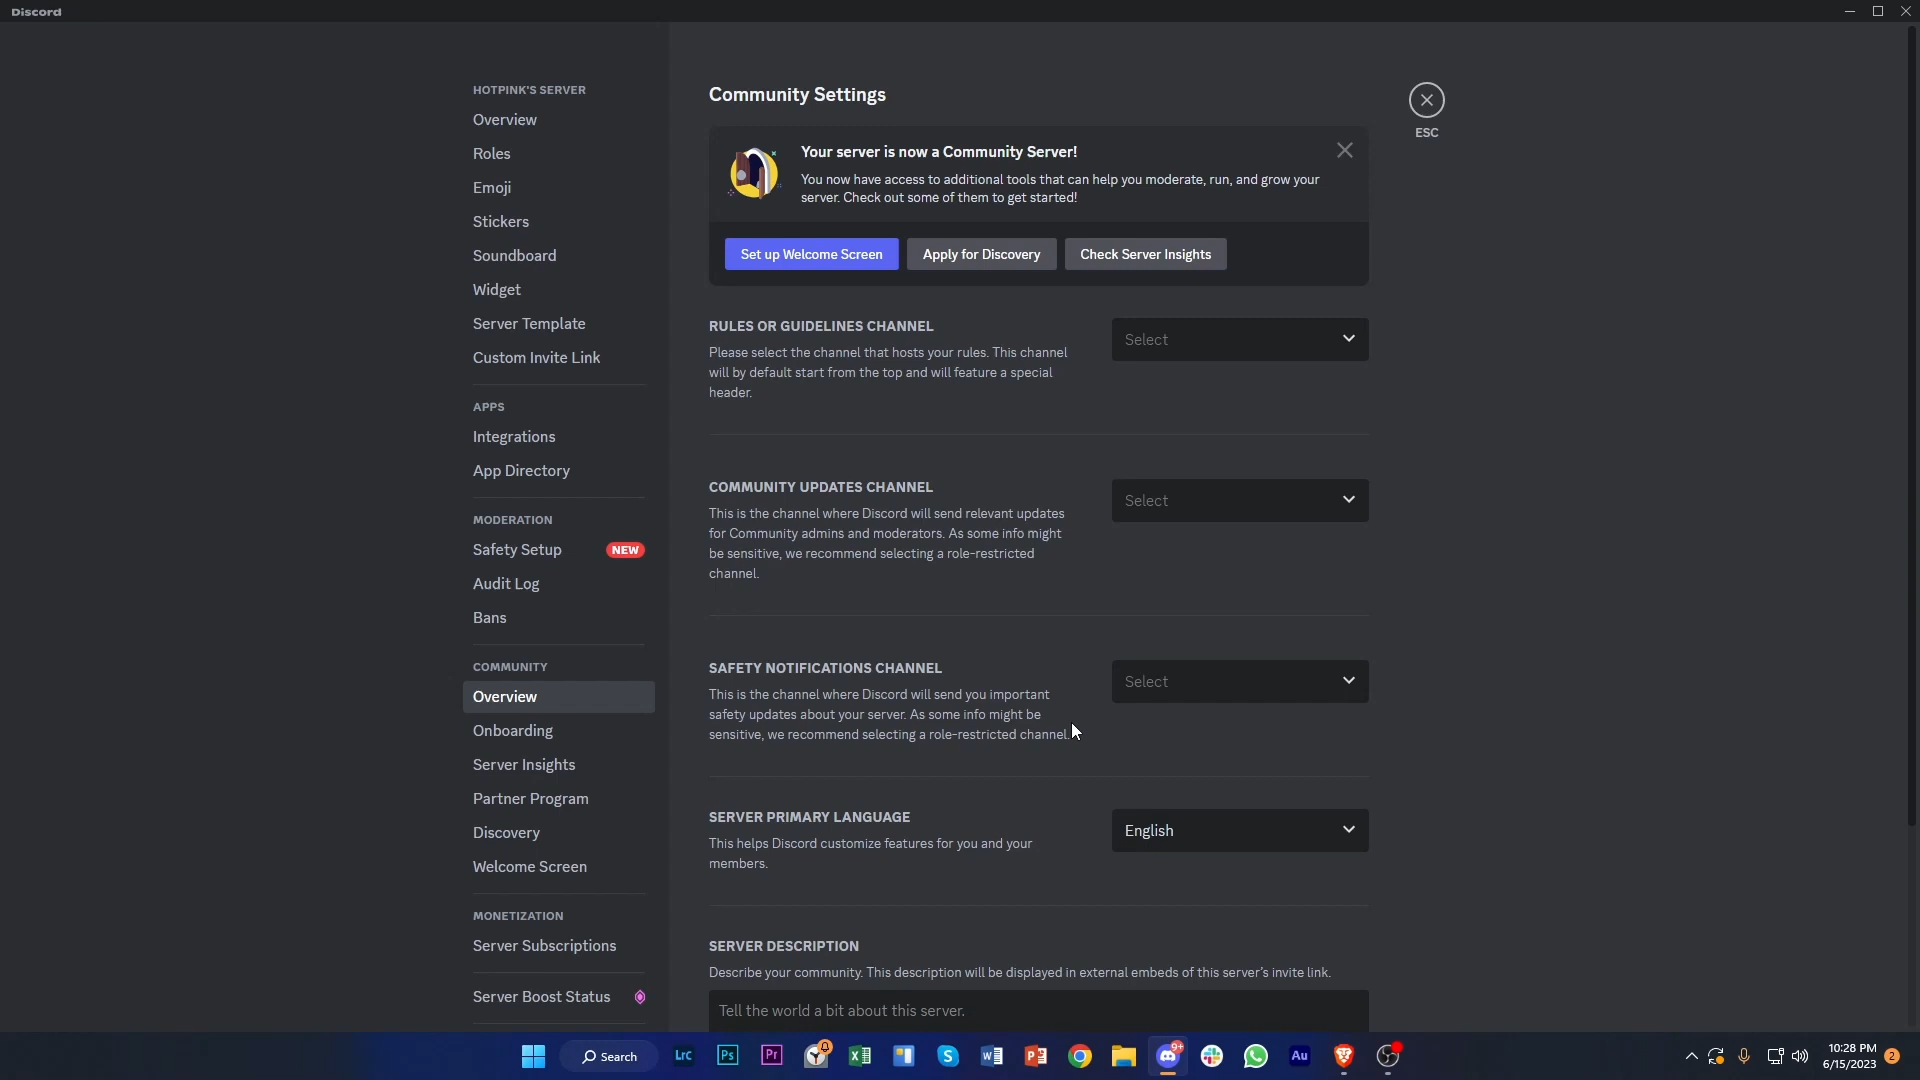 Discord
HOTPINK'S SERVER
Overview
Roles
Emoji
Stickers
Soundboard
Widget
Server Template
Custom Invite Link
APPS
Integrations
App Directory
MODERATION
Safety Setup NEW
Audit Log
Bans
COMMUNITY
Overview
Onboarding
Server Insights
Partner Program
Discovery
Welcome Screen
MONETIZATION
Server Subscriptions
Server Boost Status
Community Settings
ESC
Your server is now a Community Server!
You now have access to additional tools that can help you moderate, run, and grow your
server. Check out some of them to get started!
Set up Welcome Screen Apply for Discovery Check Server Insights
RULES OR GUIDELINES CHANNEL
Please select the channel that hosts your rules. This channel
will by default start from the top and will feature a special
header.
Select
COMMUNITY UPDATES CHANNEL
This is the channel where Discord will send relevant updates
for Community admins and moderators. As some info might
be sensitive, we recommend selecting a role-restricted
channel.
Select
SAFETY NOTIFICATIONS CHANNEL
This is the channel where Discord will send you important
safety updates about your server. As some info might be
sensitive, we recommend selecting a role-restricted channel.
Select
SERVER PRIMARY LANGUAGE
This helps Discord customize features for you and your
members.
English
SERVER DESCRIPTION
Describe your community. This description will be displayed in external embeds of this server's invite link.
Tell the world a bit about this server.
Search Lrc Ps Pr 9+ Au
10:28 PM
6/15/2023
2